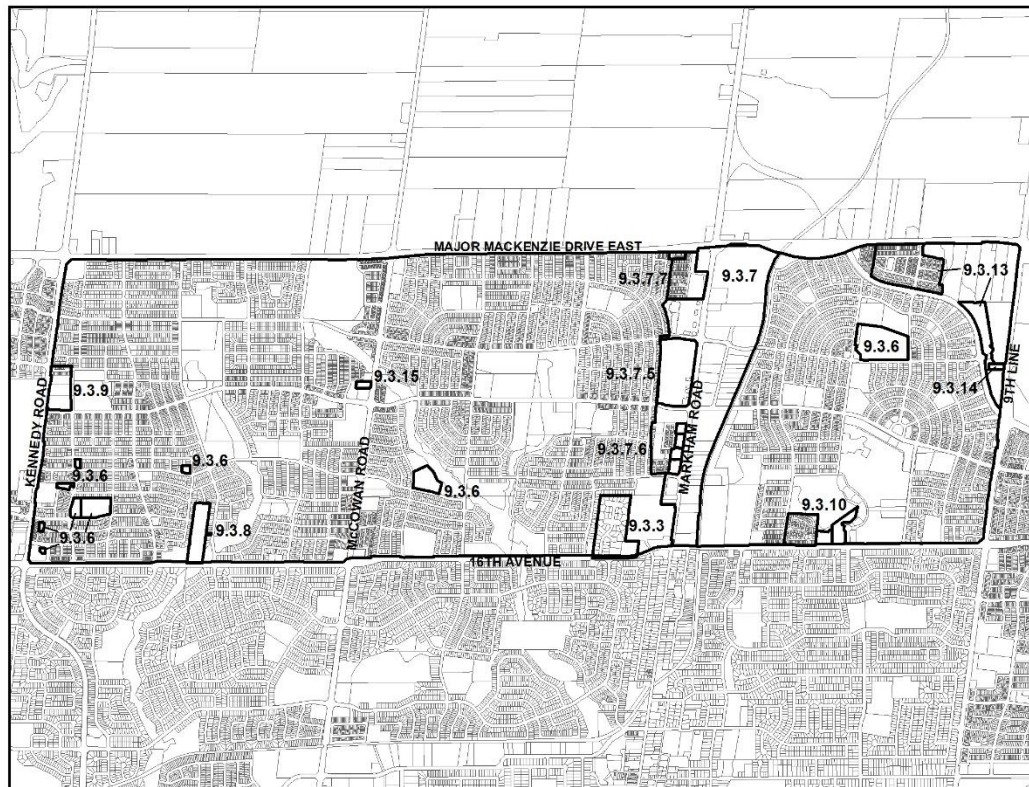 MAJOR MACKENZIE DRIVE EAST
9.3.7.7
9.3.7
9.3.13
9.3.6
9.3.15
9.3.7.5
9.3.9
9.3.14
9TH LINE
KENNEDY ROAD
MARKHAM ROAD
9.3.7.6
9.3.6
9.3.6
MCCOWAN ROAD
9.3.6
9.3.10
9.3.3
9.3.8
9.3.6
16TH AVENUE